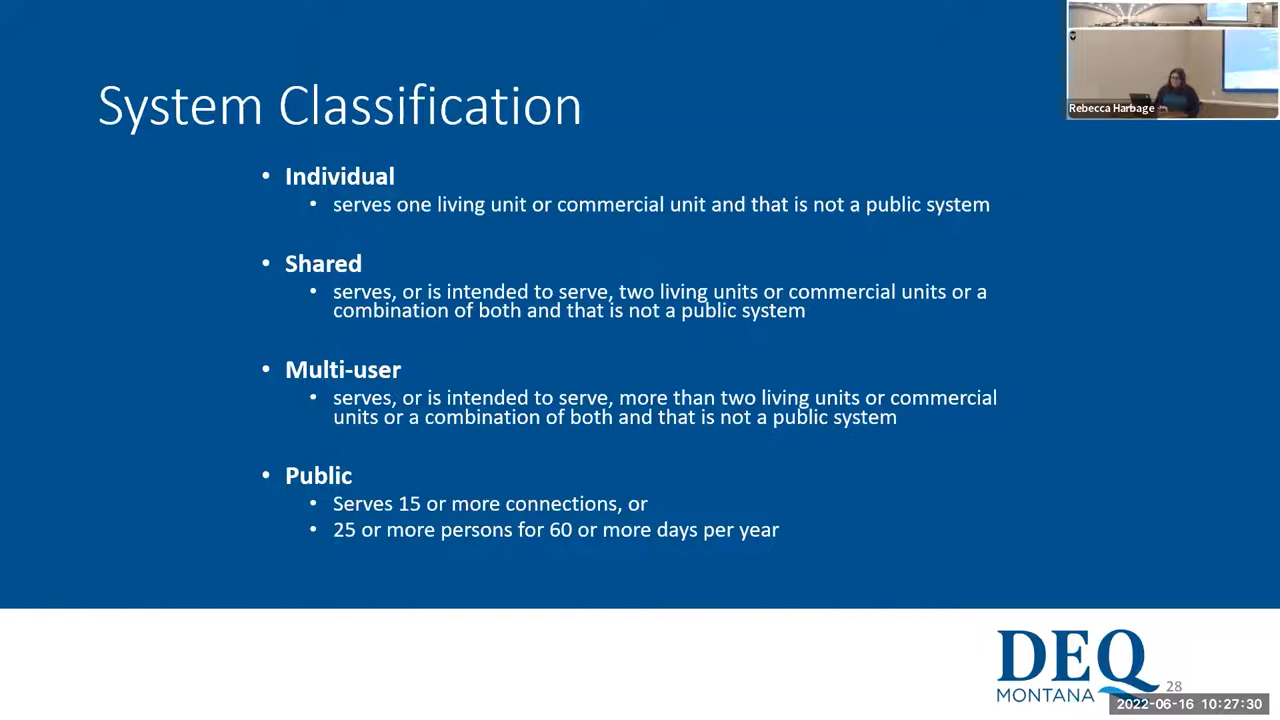 System Classification
Rebecca Harbage
• Individual
• serves one living unit or commercial unit and that is not a public system
• Shared
• serves, or is intended to serve, two living units or commercial units or a
combination of both and that is not a public system
• Multi-user
• serves, or is intended to serve, more than two living units or commercial
units or a combination of both and that is not a public system
• Public
• Serves 15 or more connections, or
• 25 or more persons for 60 or more days per year
DEQ
MONTANA
28
2022-06-16 10:27:30